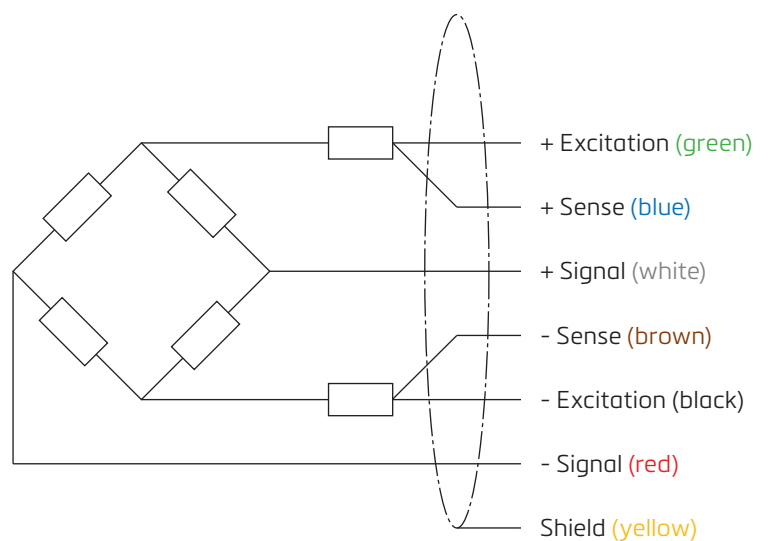 + Excitation (green)
+ Sense (blue)
+ Signal (white)
- Sense (brown)
- Excitation (black)
- Signal (red)
Shield (yellow)